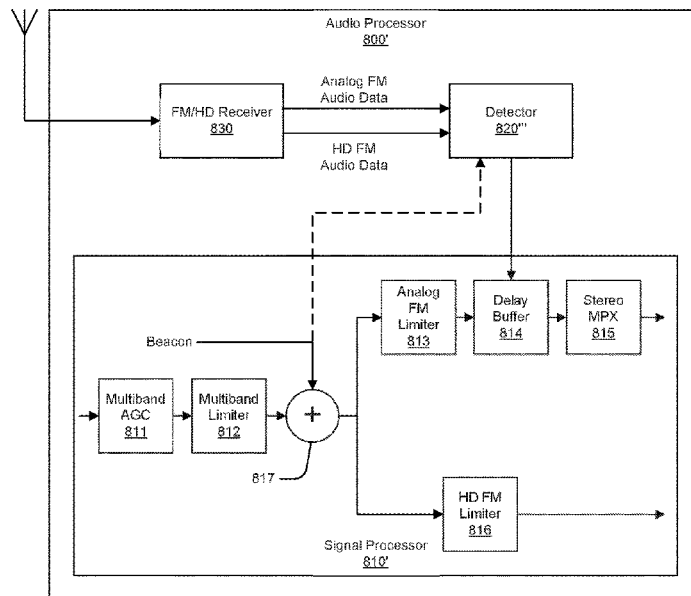 Audio Processor
800'
Analog FM
Audio Data
FM/HD Receiver
830
Detector
820'''
HD FM
Audio Data
Analog FM
Limiter
813
Delay
Buffer
814
Stereo
MPX
815
Beacon
Multiband
AGC
811
Multiband
Limiter
812
+
817
HD FM
Limiter
816
Signal Processor
810'